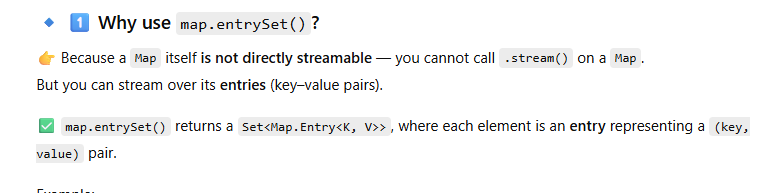 🔹 1️⃣ Why use map.entrySet()?
👉 Because a Map itself is not directly streamable — you cannot call .stream() on a Map.
But you can stream over its entries (key–value pairs).
✅ map.entrySet() returns a Set<Map.Entry<K, V>>, where each element is an entry representing a (key,
value) pair.
Example: